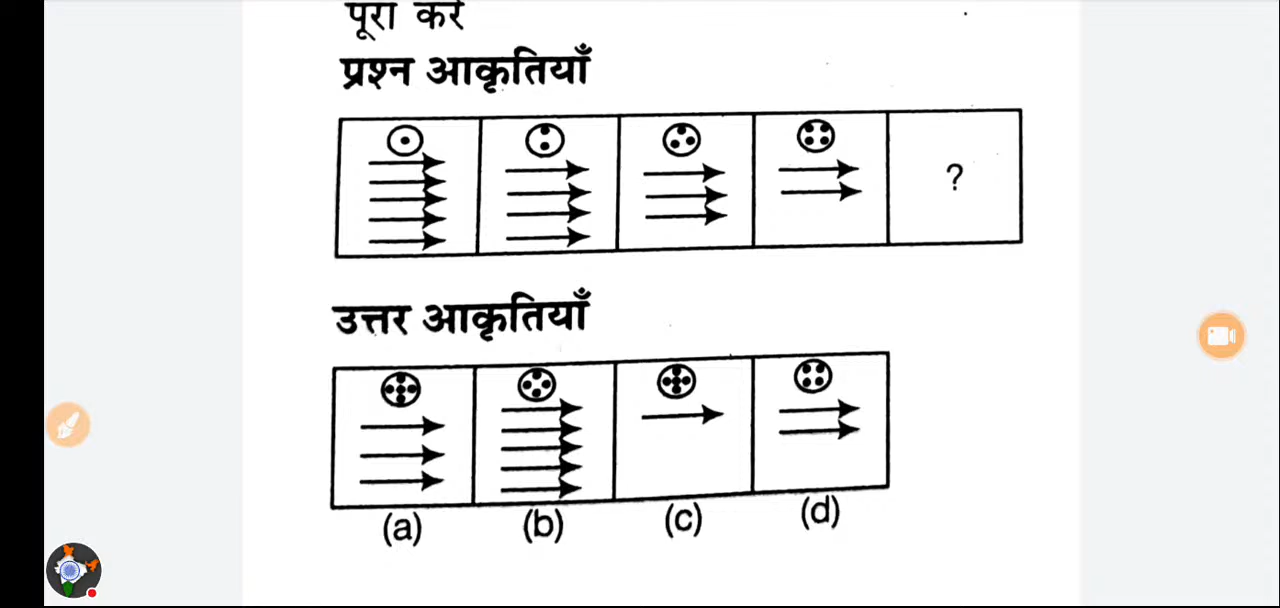 पूरा करें
प्रश्न आकृतियाँ
?
उत्तर आकृतियाँ
(a) (b) (c) (d)